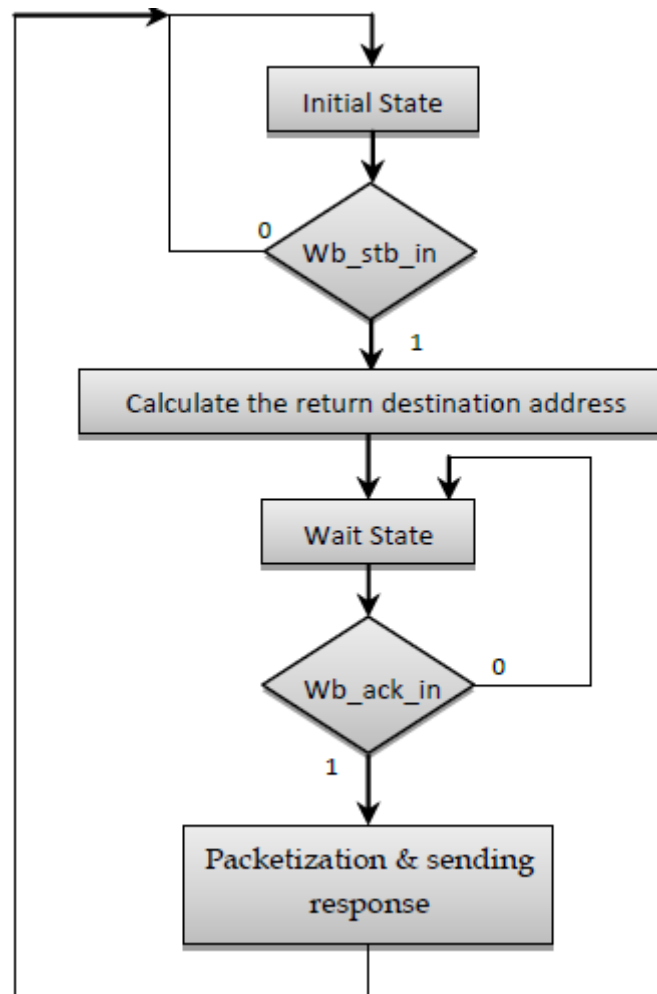 Initial State
0
Wb_stb_in
1
Calculate the return destination address
Wait State
0
Wb_ack_in
1
Packetization & sending
response